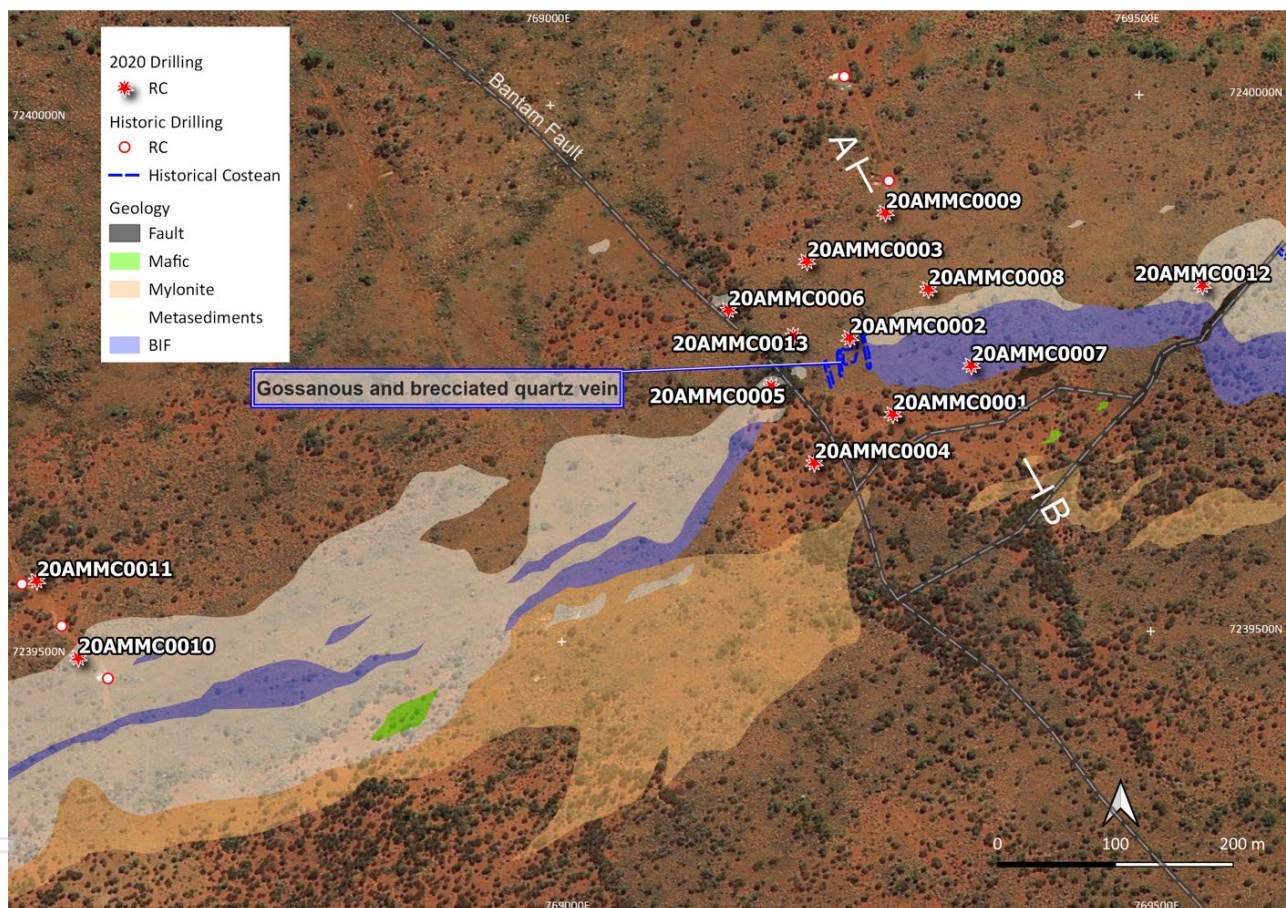 769000E
769500E
2020 Drilling
RC
Historic Drilling
RC
Historical Costean
Geology
Fault
Mafic
Mylonite
Metasediments
BIF
7240000N
7240000N
Bantam Fault
A
20AMMC0009
20AMMC0003
20AMMC0006
20AMMC0008
20AMMC0012
20AMMC0013
20AMMC0002
20AMMC0007
Gossanous and brecciated quartz vein
20AMMC0005
20AMMC0001
20AMMC0004
B
20AMMC0011
20AMMC0010
7239500N
7239500N
0
100
200 m
769000E
769500E